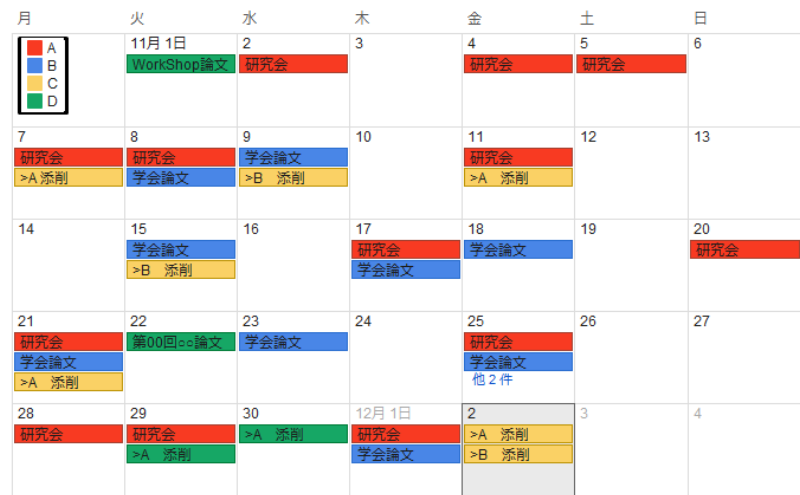 月 火 水 木 金 土 日
A
B
C
D
11月 1日 2 3 4 5 6
WorkShop論文 研究会 研究会 研究会
7 8 9 10 11 12 13
研究会 研究会 学会論文 研究会
>A 添削 学会論文 >B 添削 >A 添削
14 15 16 17 18 19 20
学会論文 研究会 学会論文 研究会
>B 添削 学会論文
21 22 23 24 25 26 27
研究会 第00回○○論文 学会論文 研究会
学会論文 学会論文
>A 添削 他 2 件
28 29 30 12月 1日 2 3 4
研究会 研究会 >A 添削 研究会 >A 添削
>A 添削 学会論文 >B 添削